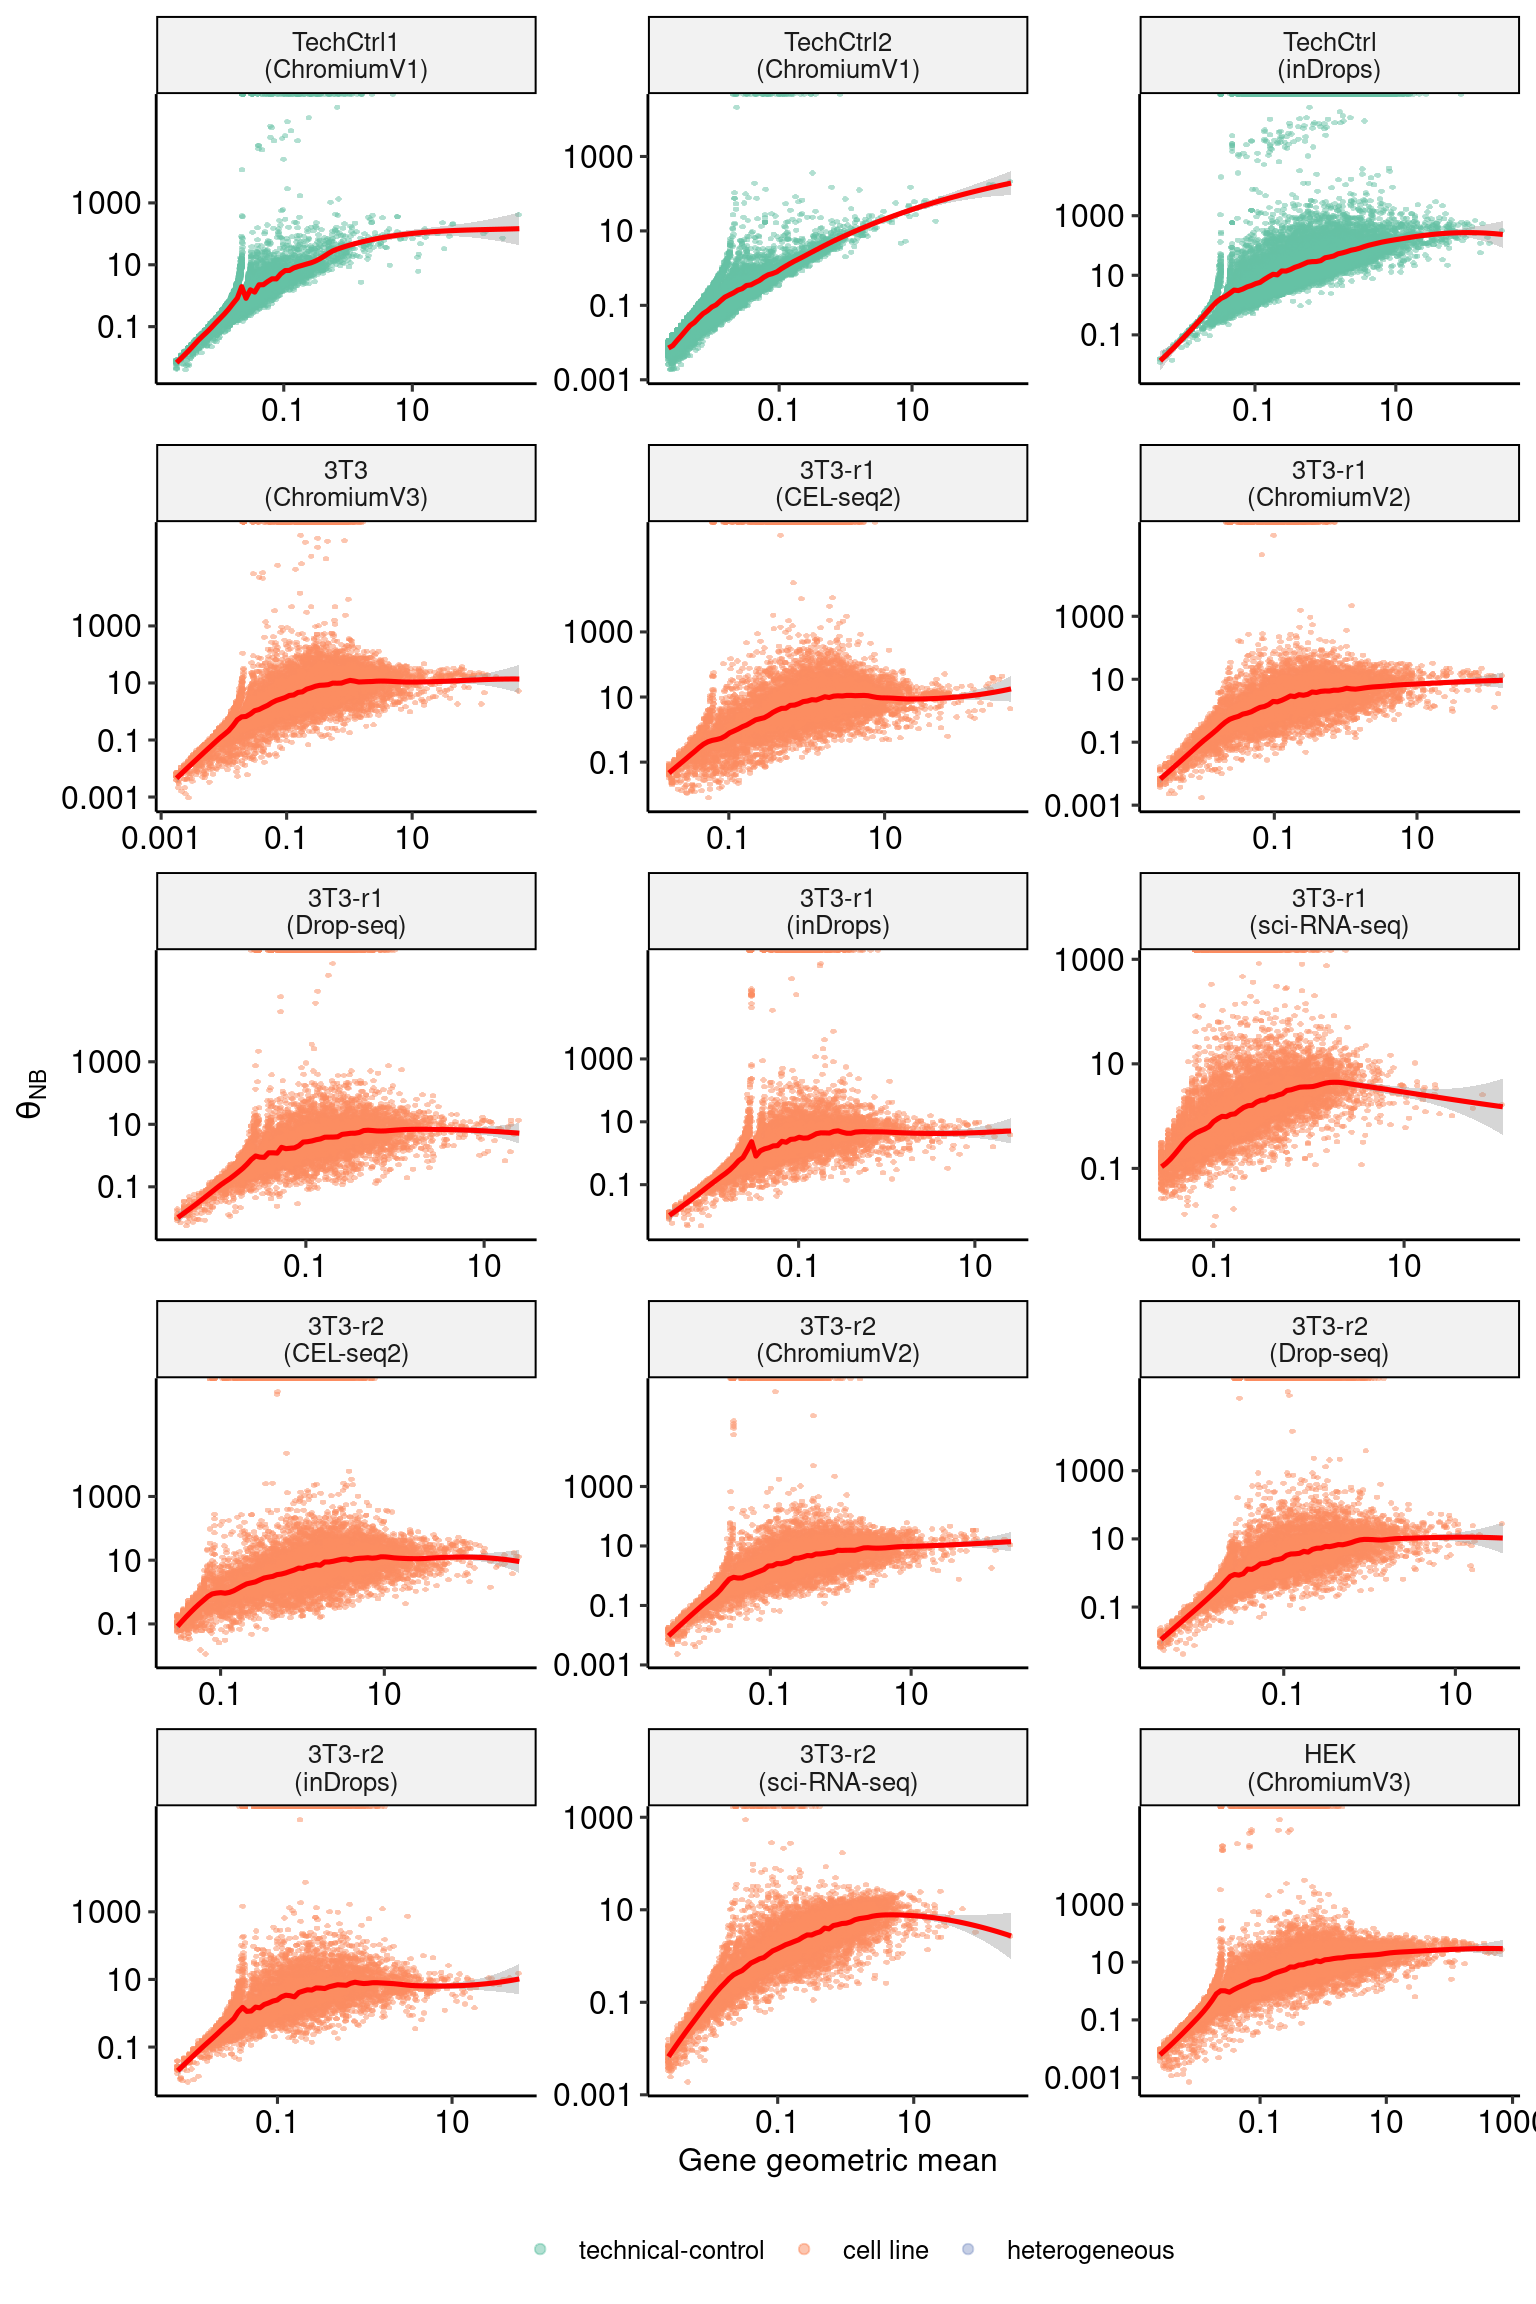 TechCtrl1
(ChromiumV1)
TechCtrl2
(ChromiumV1)
TechCtrl
(inDrops)
1000
10
0.1
0.1
10
1000
10
0.1
0.001
0.1
10
1000
10
0.1
0.1
10
3T3
(ChromiumV3)
3T3-r1
(CEL-seq2)
3T3-r1
(ChromiumV2)
1000
10
0.1
0.001
0.001
0.1
10
1000
10
0.1
0.1
10
1000
10
0.1
0.001
0.1
10
3T3-r1
(Drop-seq)
3T3-r1
(inDrops)
3T3-r1
(sci-RNA-seq)
1000
10
0.1
0.1
10
1000
10
0.1
0.1
10
1000
10
0.1
0.1
10
θNB
3T3-r2
(CEL-seq2)
3T3-r2
(ChromiumV2)
3T3-r2
(Drop-seq)
1000
10
0.1
0.1
10
1000
10
0.1
0.001
0.1
10
1000
10
0.1
0.1
10
3T3-r2
(inDrops)
3T3-r2
(sci-RNA-seq)
HEK
(ChromiumV3)
1000
10
0.1
0.1
10
1000
10
0.1
0.001
0.1
10
1000
10
0.1
0.001
0.1
10
Gene geometric mean
technical-control
cell line
heterogeneous